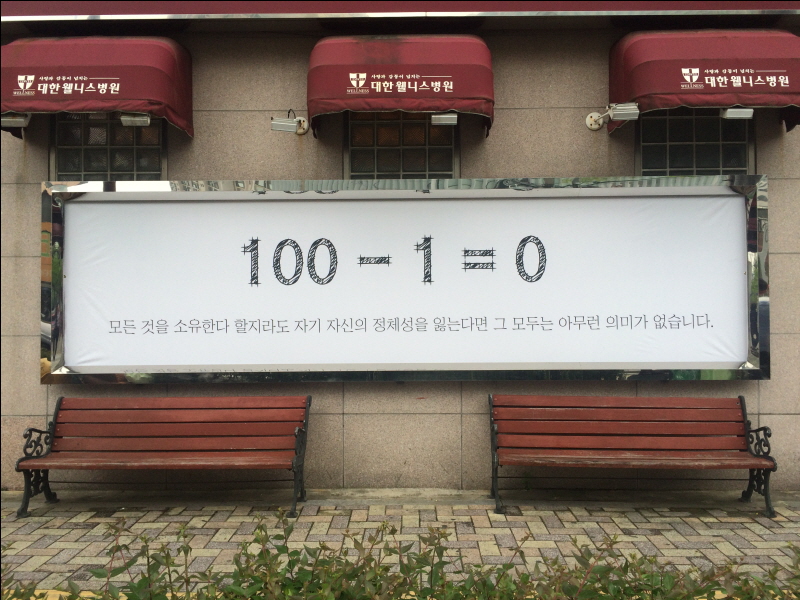 사랑과 감동이 넘치는
대한웰니스병원
WELLNESS
사랑과 감동이 넘치는
대한웰니스병원
WELLNESS
사랑과 감동이 넘치는
대한웰니스병원
WELLNESS
100 - 1 = 0
모든 것을 소유한다 할지라도 자기 자신의 정체성을 잃는다면 그 모두는 아무런 의미가 없습니다.